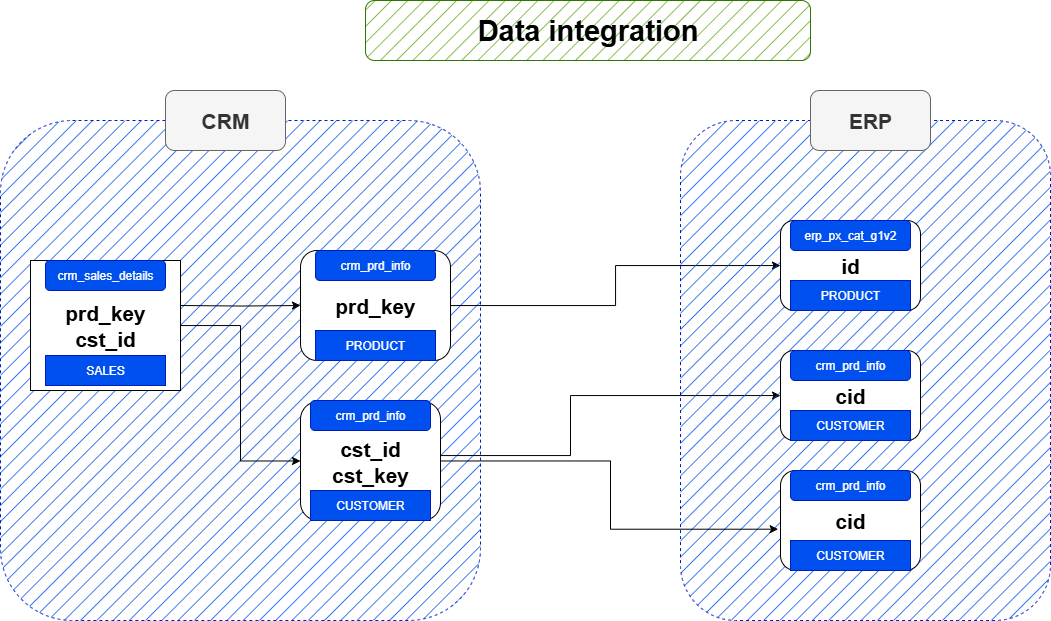 Data integration
CRM
crm_sales_details
prd_key
cst_id
SALES
crm_prd_info
prd_key
PRODUCT
crm_prd_info
cst_id
cst_key
CUSTOMER
ERP
erp_px_cat_g1v2
id
PRODUCT
crm_prd_info
cid
CUSTOMER
crm_prd_info
cid
CUSTOMER